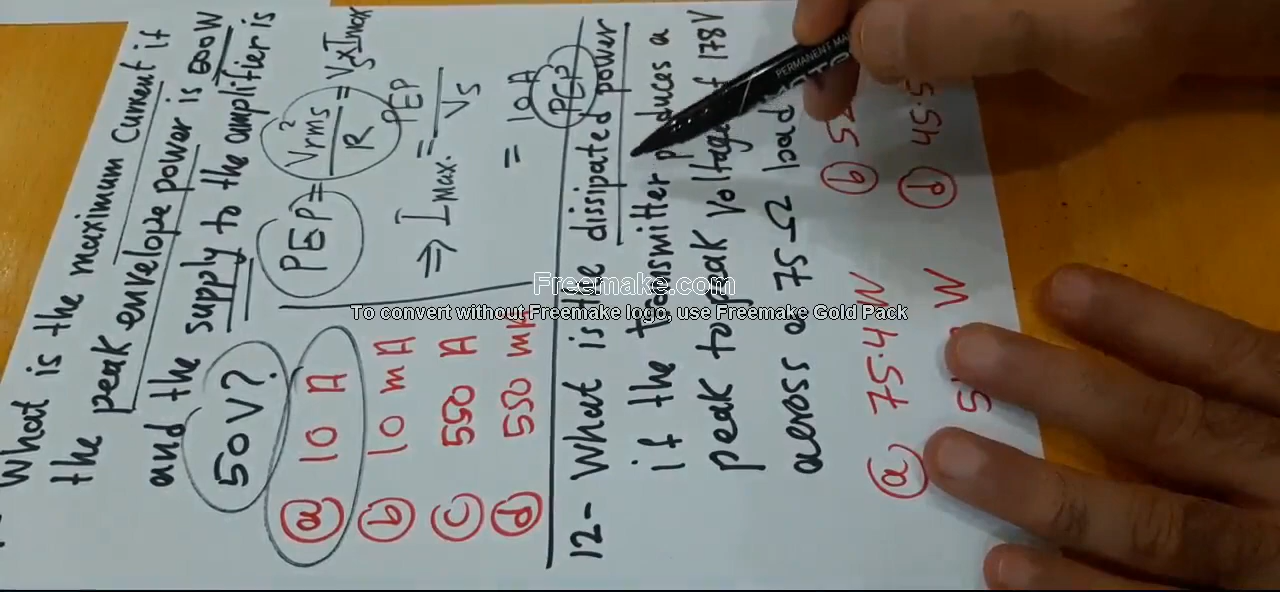 What is the maximum current if
the peak envelope power is 500W
and the supply to the amplifier is
50V?
PEP = Vrms² / R = Vs x Imax
⇒ Imax. = PEP / Vs
= 10A
a 10 A
b 10 mA
c 550 A
d 550 mA
PEP
12- What is the dissipated power
if the transmitter produces a
peak to peak voltage of 178V
across a 75-Ω load
a 75.4 W
b
W
d 45.5
PERMANENT MA
Freemake.com
To convert without Freemake logo, use Freemake Gold Pack